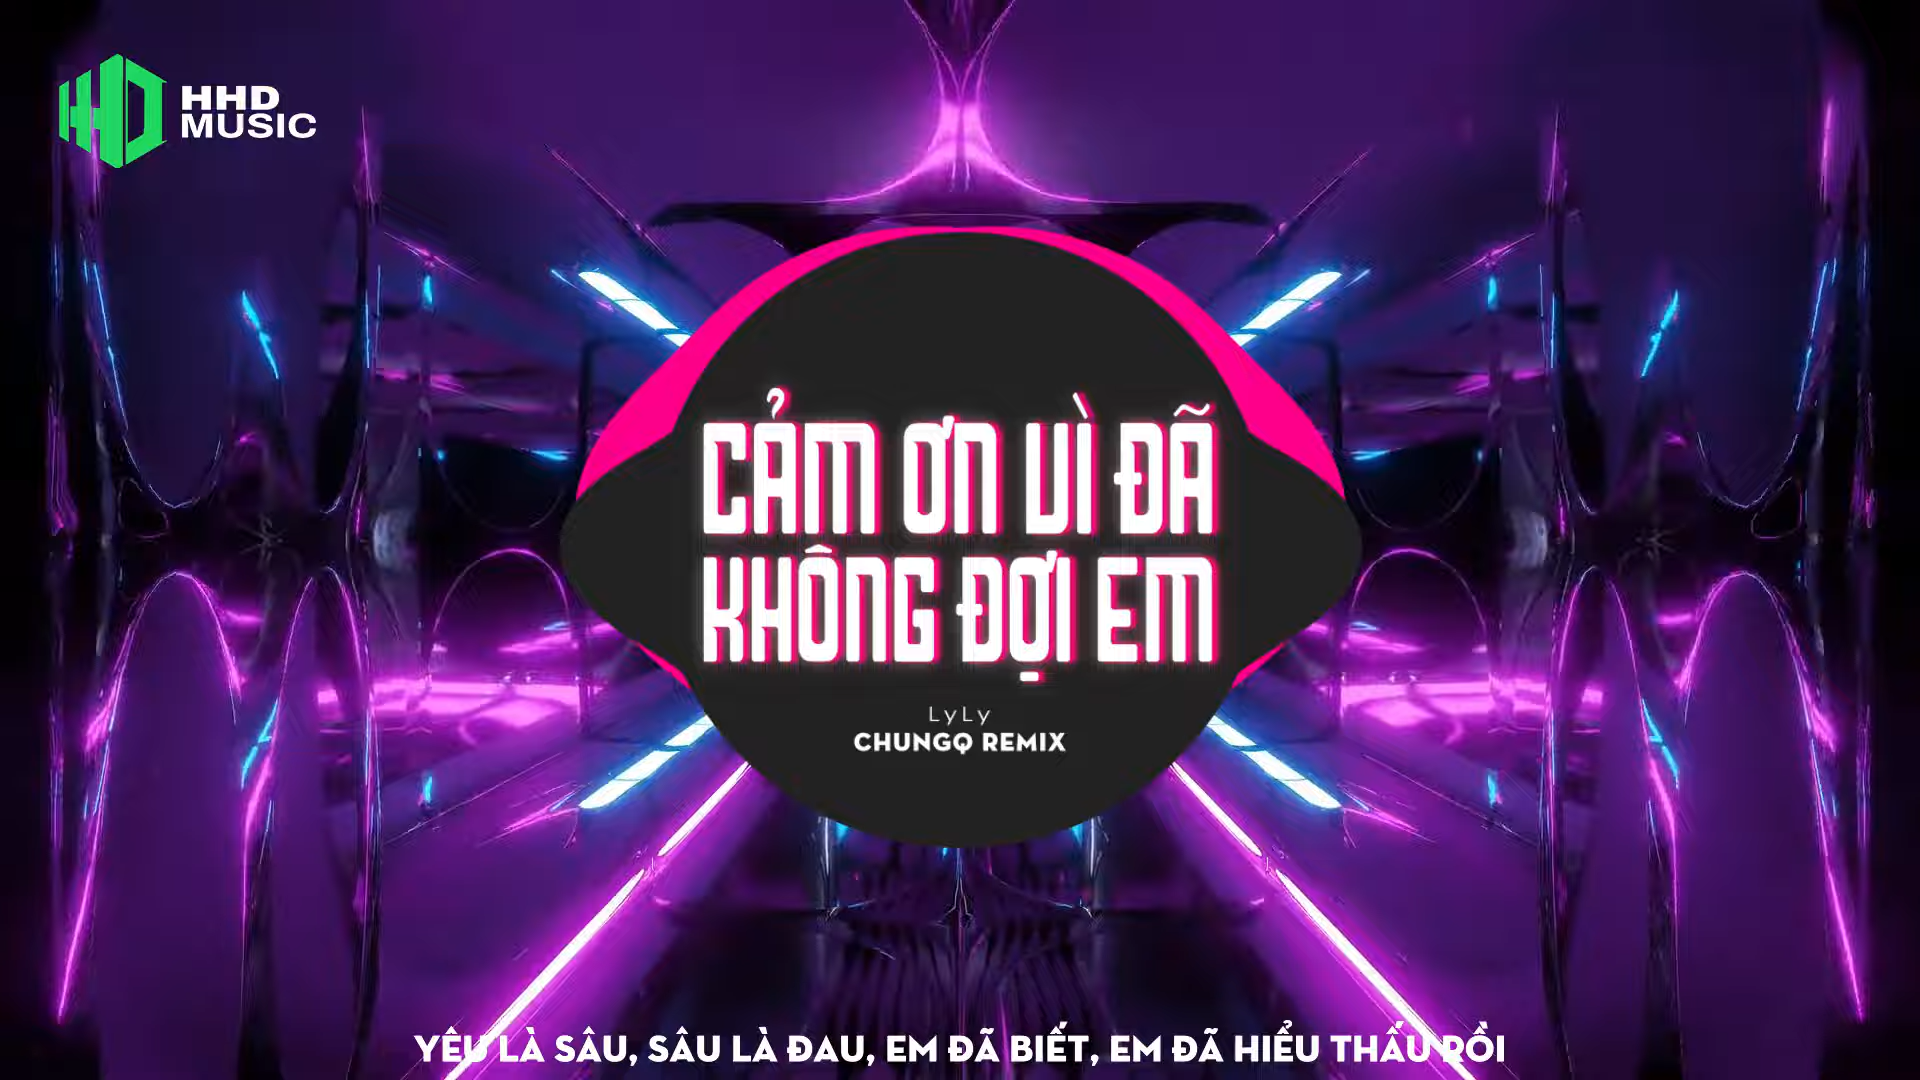 HHD
MUSIC
CẢM ƠN VÌ ĐÃ
KHÔNG ĐỢI EM
LyLy
CHUNGQ REMIX
YÊU LÀ SÂU, SÂU LÀ ĐAU, EM ĐÃ BIẾT, EM ĐÃ HIỂU THẤU RỒI